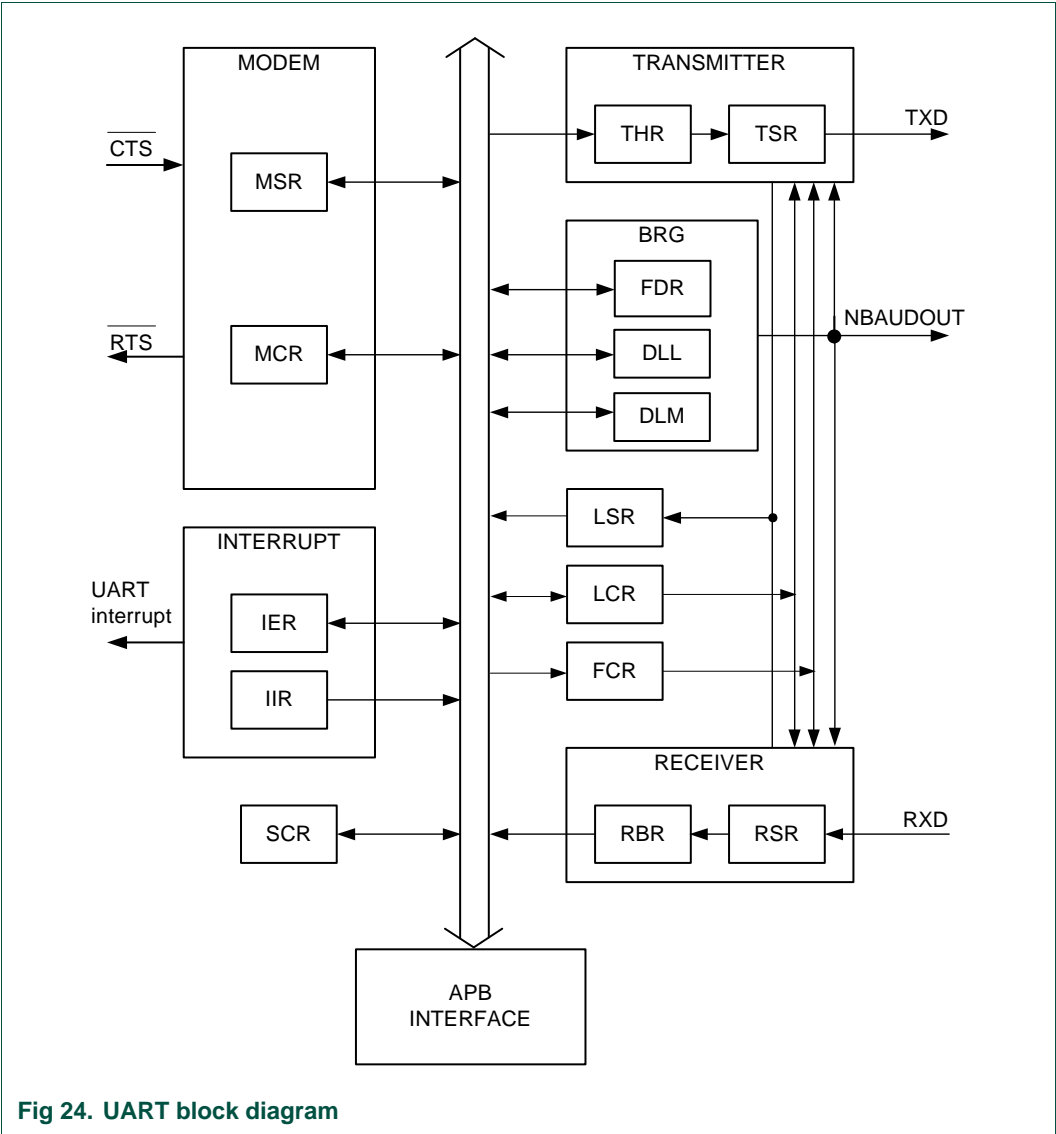 MODEM
CTS
MSR
RTS
MCR
INTERRUPT
UART
interrupt
IER
IIR
SCR
TRANSMITTER
THR
TSR
TXD
BRG
FDR
NBAUDOUT
DLL
DLM
LSR
LCR
FCR
RECEIVER
RBR
RSR
RXD
APB
INTERFACE
Fig 24. UART block diagram